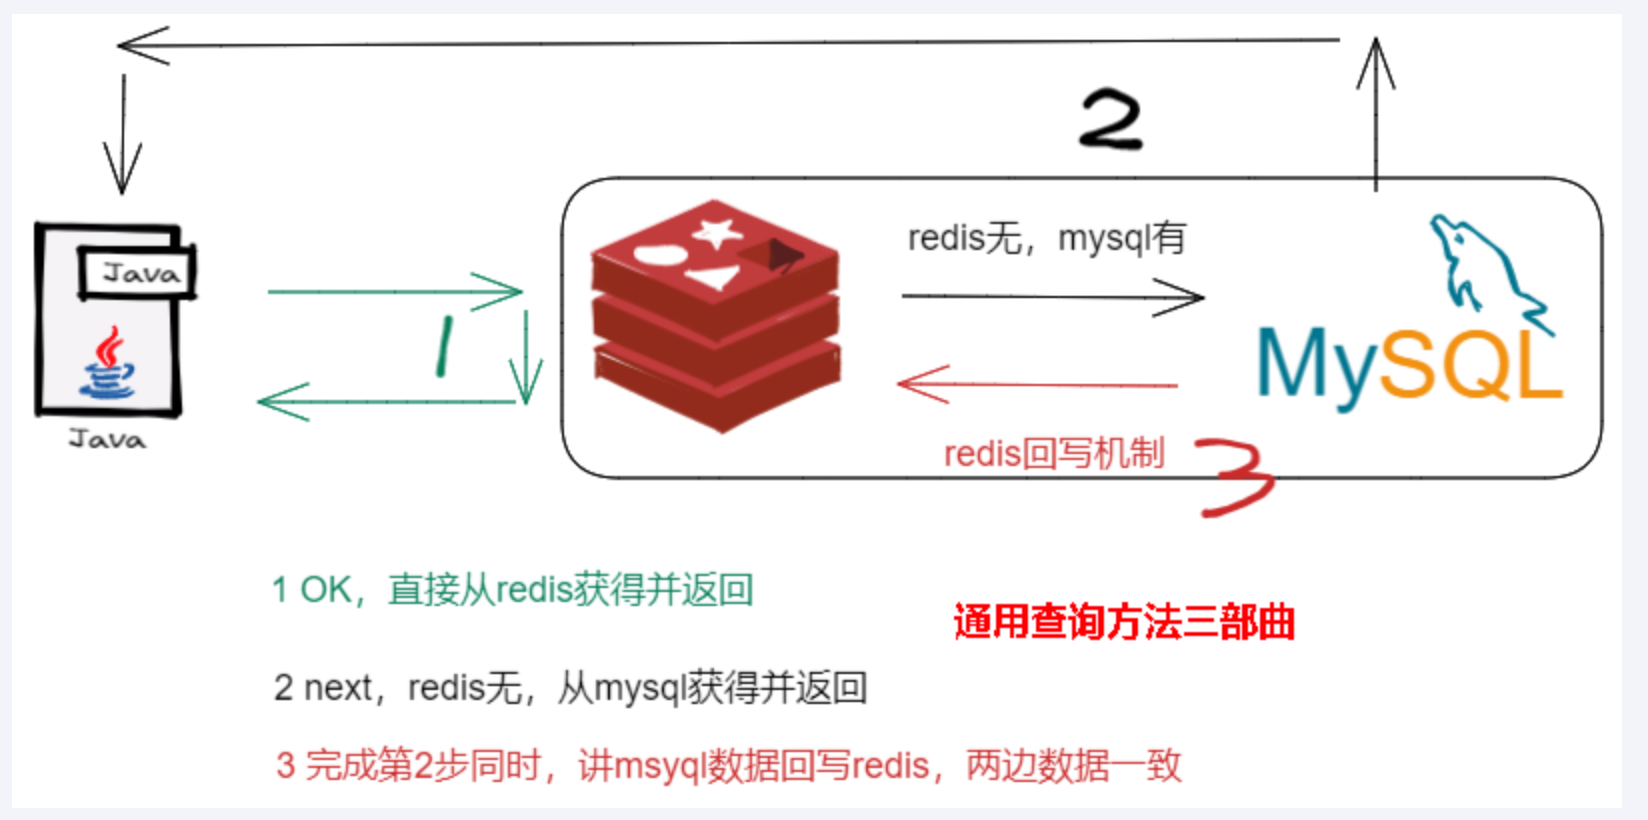 2
redis无，mysql有
Java
1
MySQL
Java
redis回写机制
3
1 OK，直接从redis获得并返回
通用查询方法三部曲
2 next，redis无，从mysql获得并返回
3 完成第2步同时，讲msyql数据回写redis，两边数据一致